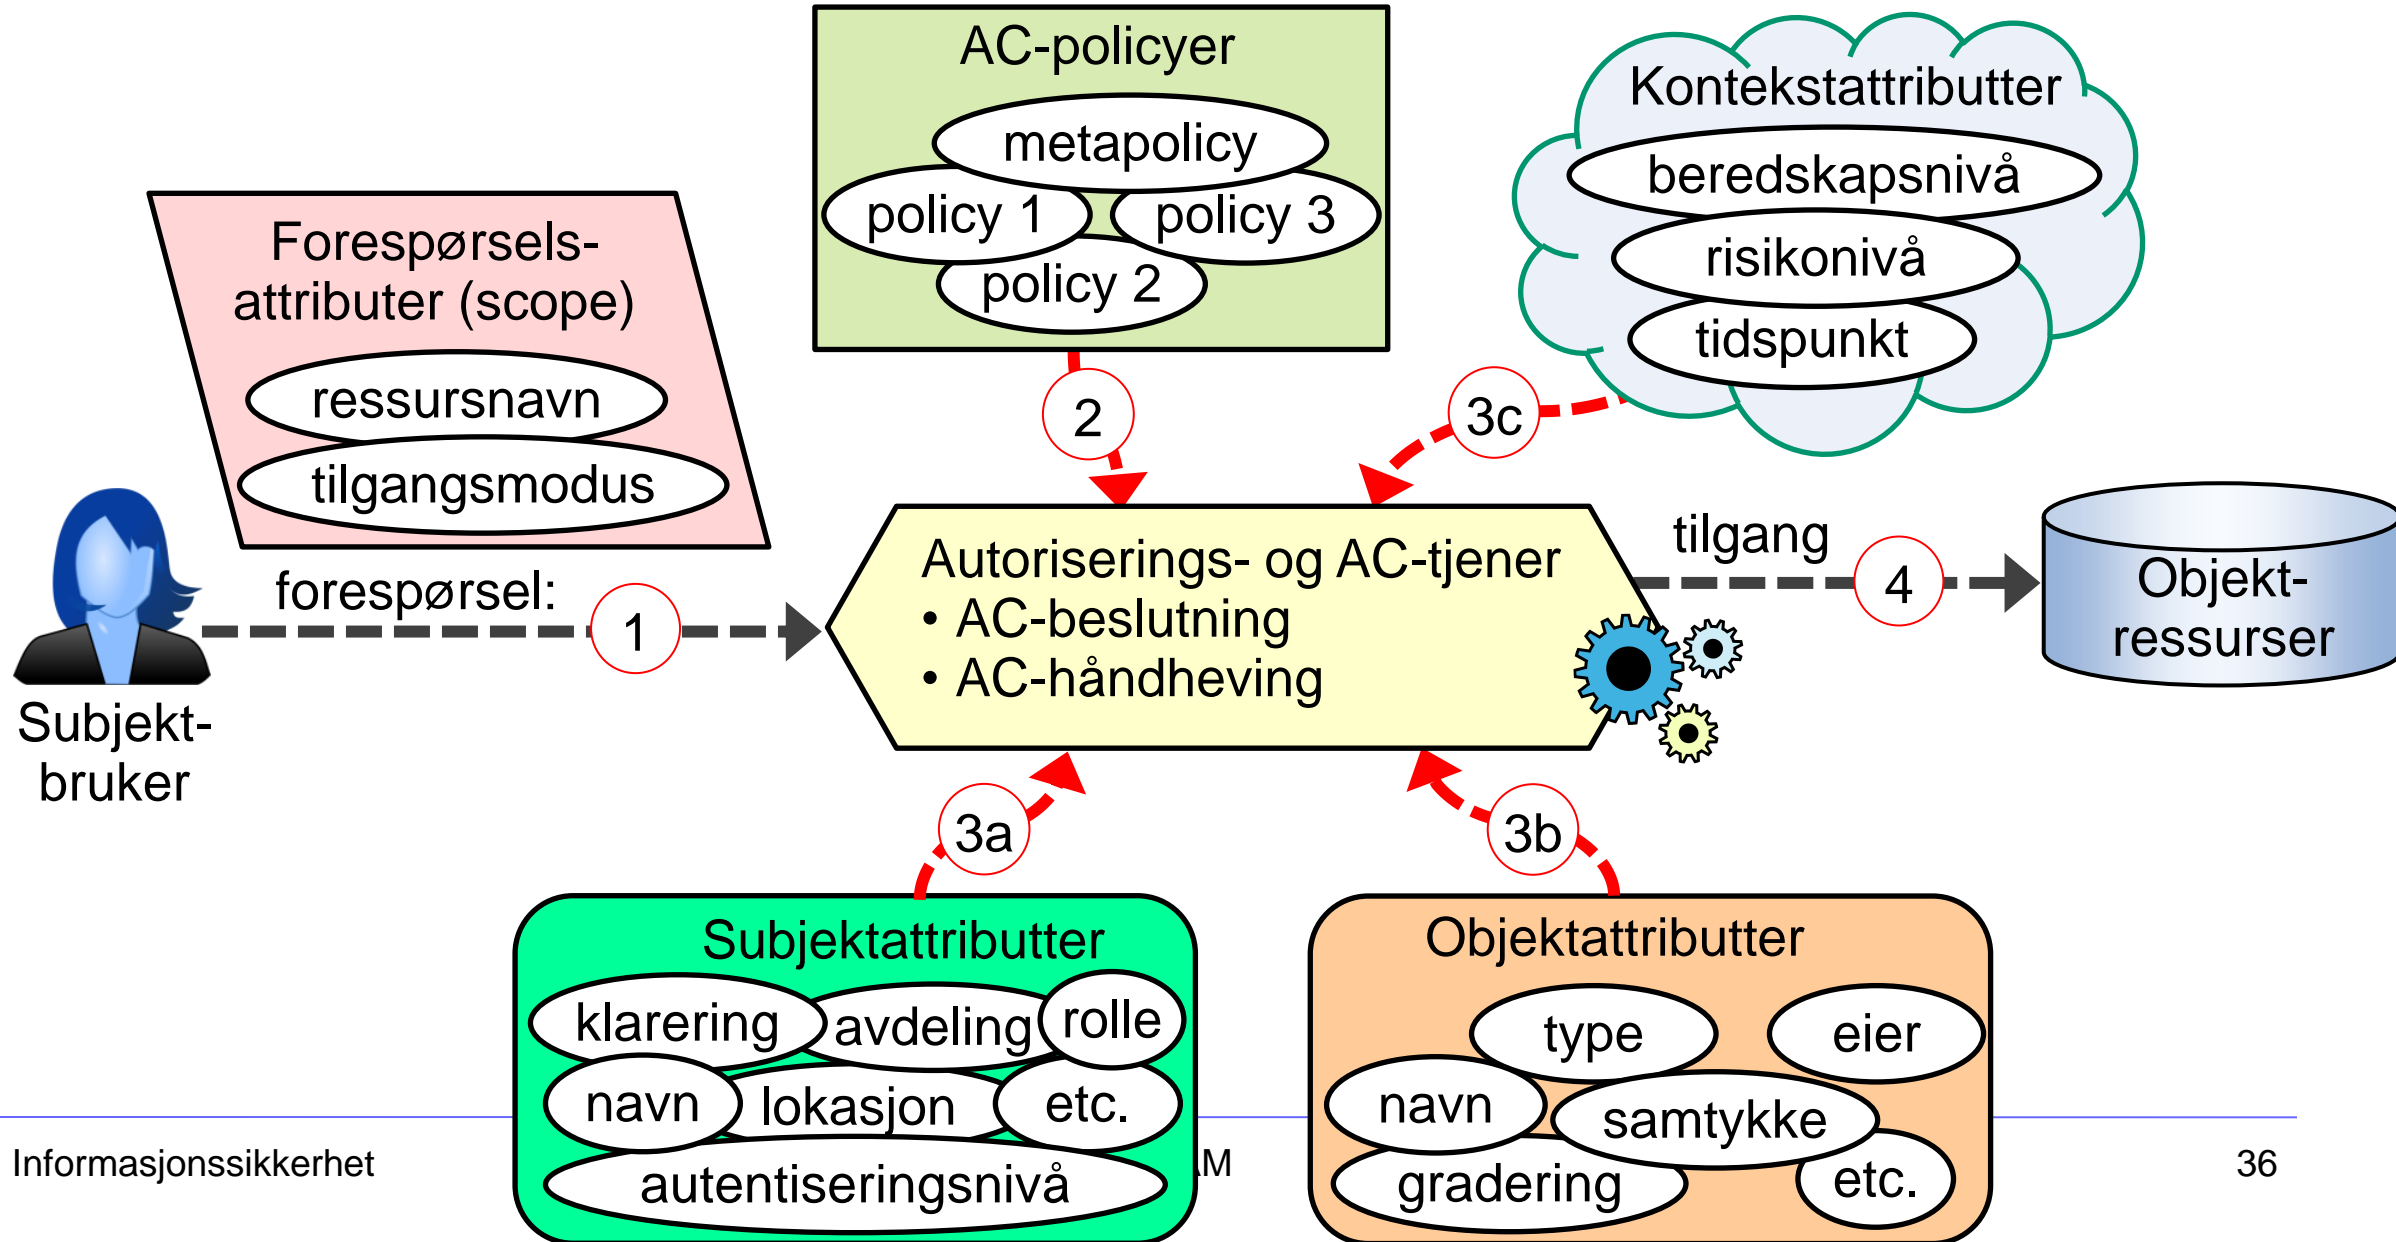 AC-policyer
metapolicy
policy 1
policy 3
policy 2
Kontekstattributter
beredskapsnivå
risikonivå
tidspunkt
Forespørsels-
attributer (scope)
ressursnavn
tilgangsmodus
2
3c
forespørsel:
1
Subjekt-
bruker
Autoriserings- og AC-tjener
• AC-beslutning
• AC-håndheving
tilgang
4
Objekt-
ressurser
3a
3b
Subjektattributter
klarering
avdeling
rolle
navn
lokasjon
etc.
autentiseringsnivå
Objektattributter
type
eier
navn
samtykke
gradering
etc.
Informasjonssikkerhet
36